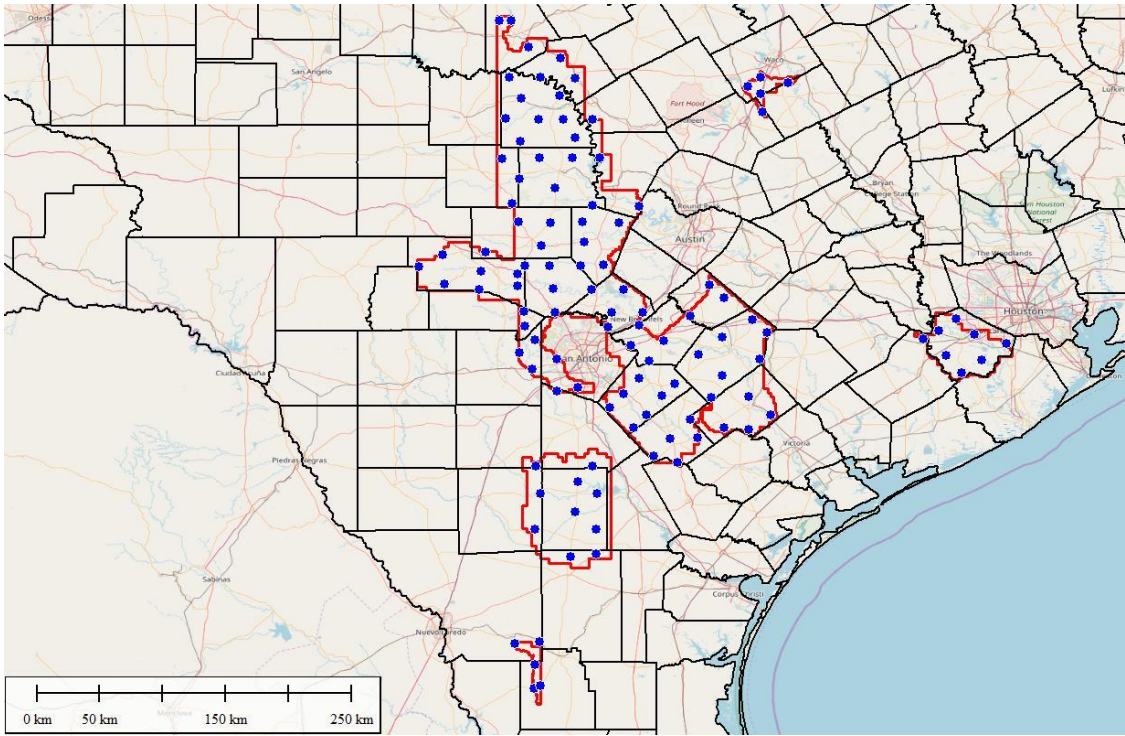 Odessa
San Angelo
Waco
Fort Hood
Killeen
Lufkin
Bryan
College Station
Sam Houston
National
Forest
Round Rock
Austin
The Woodlands
Houston
New Braunfels
San Antonio
Ciudad Acuña
Victoria
Piedras Negras
Sabinas
Corpus Christi
Nuevo Laredo
0 km 50 km 150 km 250 km